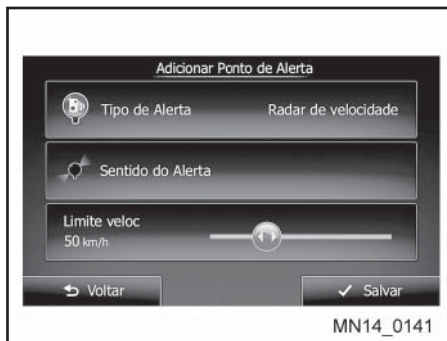 Adicionar Ponto de Alerta
Tipo de Alerta Radar de velocidade
Sentido do Alerta
Limite veloc
50 km/h
Voltar Salvar
MN14_0141